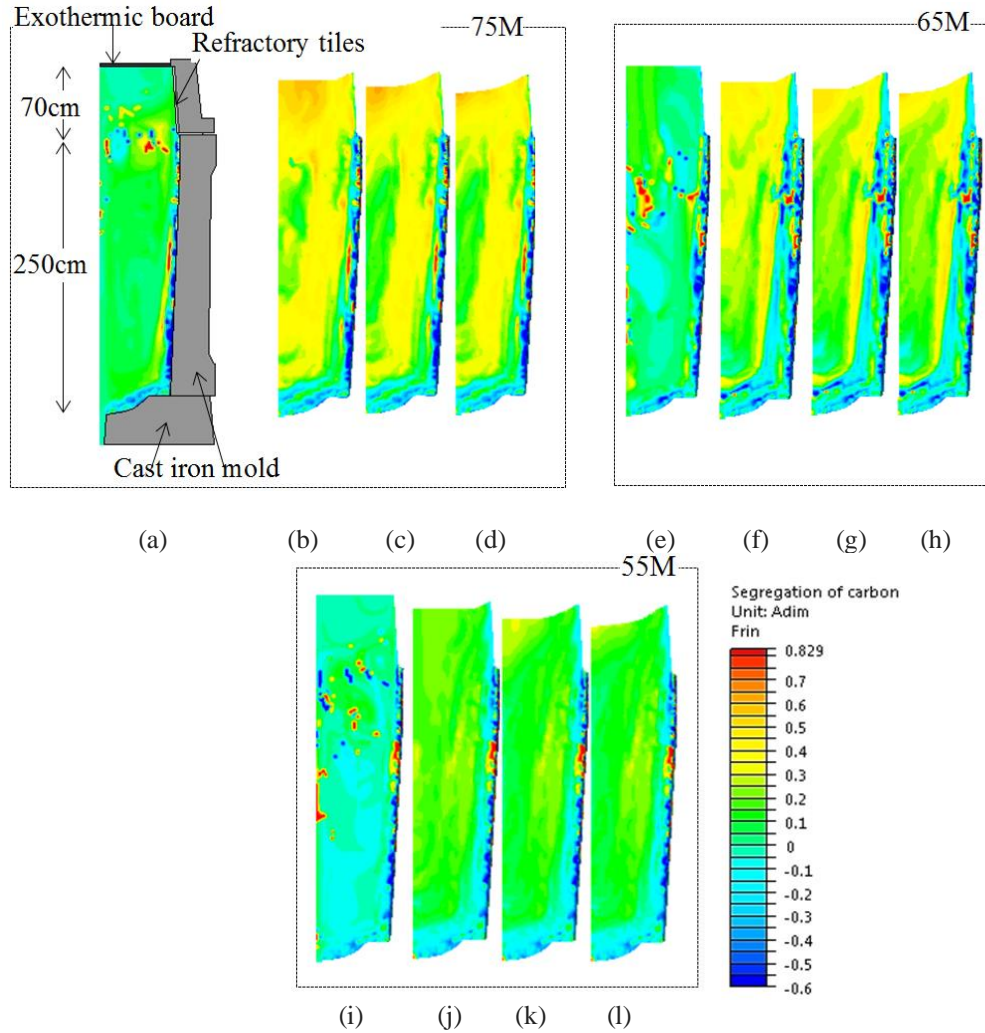 Exothermic board
Refractory tiles
75M
65M
70cm
250cm
Cast iron mold
(a) (b) (c) (d) (e) (f) (g) (h)
55M
Segregation of carbon
Unit: Adim
Frin
0.829
0.7
0.6
0.5
0.4
0.3
0.2
0.1
0
-0.1
-0.2
-0.3
-0.4
-0.5
-0.6
(i) (j) (k) (l)